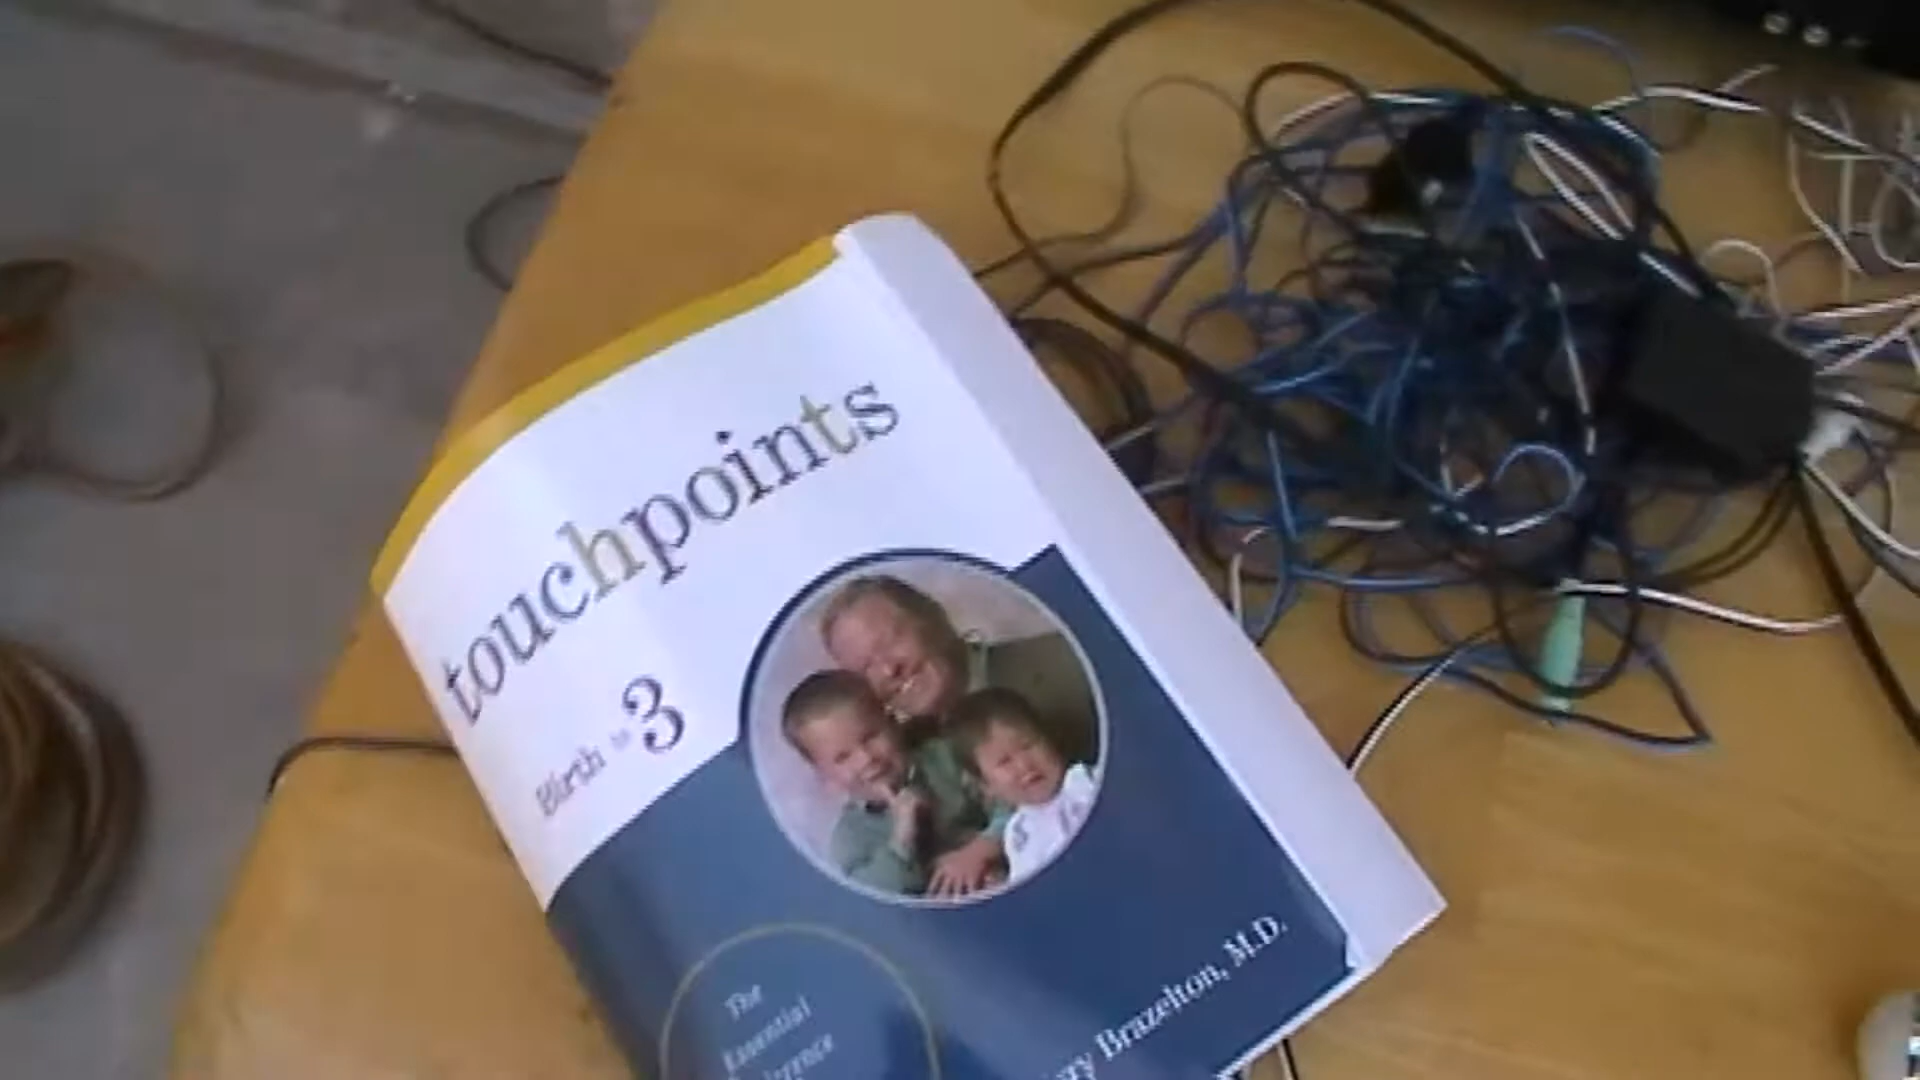 touchpoints
Birth to 3
The
Essential
Brazelton, M.D.